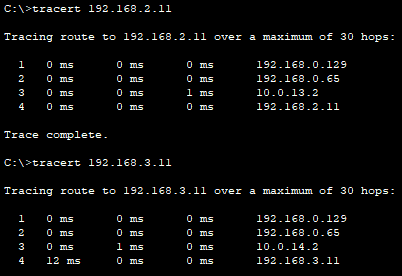 C:\>tracert 192.168.2.11
Tracing route to 192.168.2.11 over a maximum of 30 hops:
1 0 ms 0 ms 0 ms 192.168.0.129
2 0 ms 0 ms 0 ms 192.168.0.65
3 0 ms 0 ms 1 ms 10.0.13.2
4 0 ms 0 ms 0 ms 192.168.2.11
Trace complete.
C:\>tracert 192.168.3.11
Tracing route to 192.168.3.11 over a maximum of 30 hops:
1 0 ms 0 ms 0 ms 192.168.0.129
2 0 ms 0 ms 0 ms 192.168.0.65
3 0 ms 1 ms 0 ms 10.0.14.2
4 12 ms 0 ms 0 ms 192.168.3.11